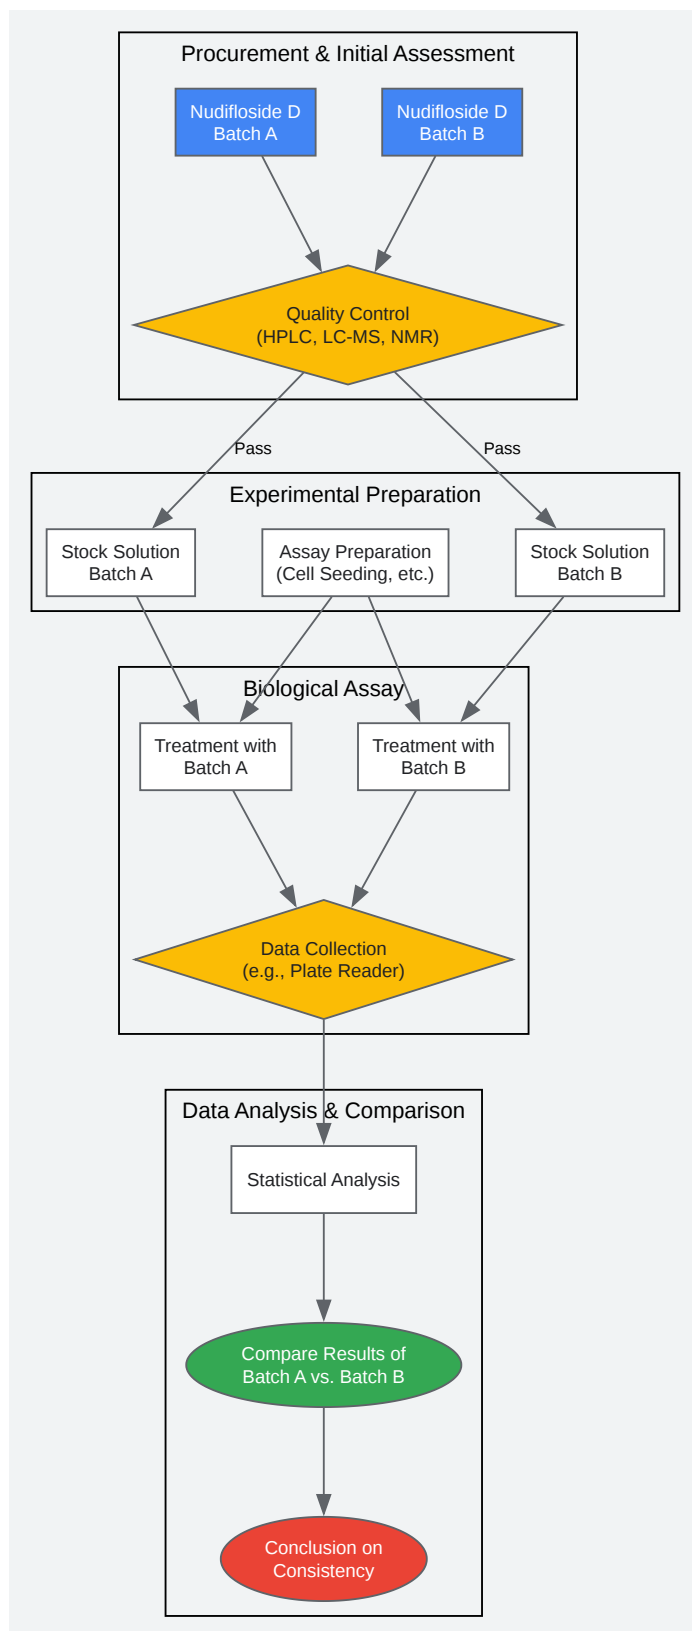 Procurement & Initial Assessment
Nudifloside D
Batch A
Nudifloside D
Batch B
Quality Control
(HPLC, LC-MS, NMR)
Pass
Pass
Experimental Preparation
Stock Solution
Batch A
Assay Preparation
(Cell Seeding, etc.)
Stock Solution
Batch B
Biological Assay
Treatment with
Batch A
Treatment with
Batch B
Data Collection
(e.g., Plate Reader)
Data Analysis & Comparison
Statistical Analysis
Compare Results of
Batch A vs. Batch B
Conclusion on
Consistency